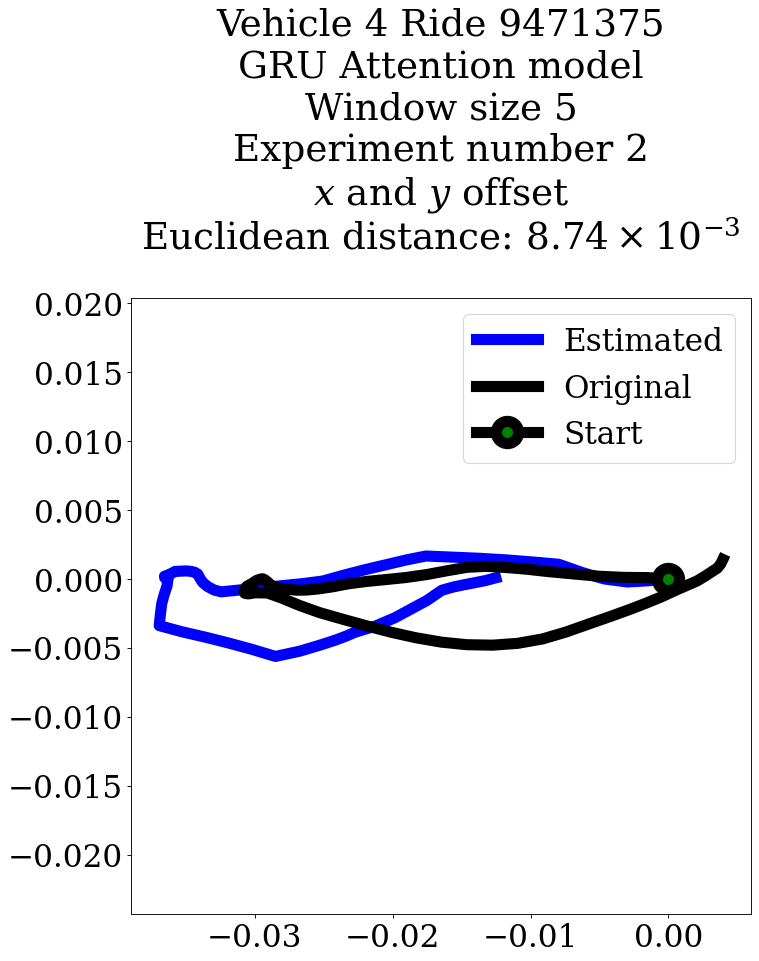 Vehicle 4 Ride 9471375
GRU Attention model
Window size 5
Experiment number 2
x and y offset
Euclidean distance: 8.74 × 10⁻³
Estimated
Original
Start
0.020
0.015
0.010
0.005
0.000
−0.005
−0.010
−0.015
−0.020
−0.03 −0.02 −0.01 0.00